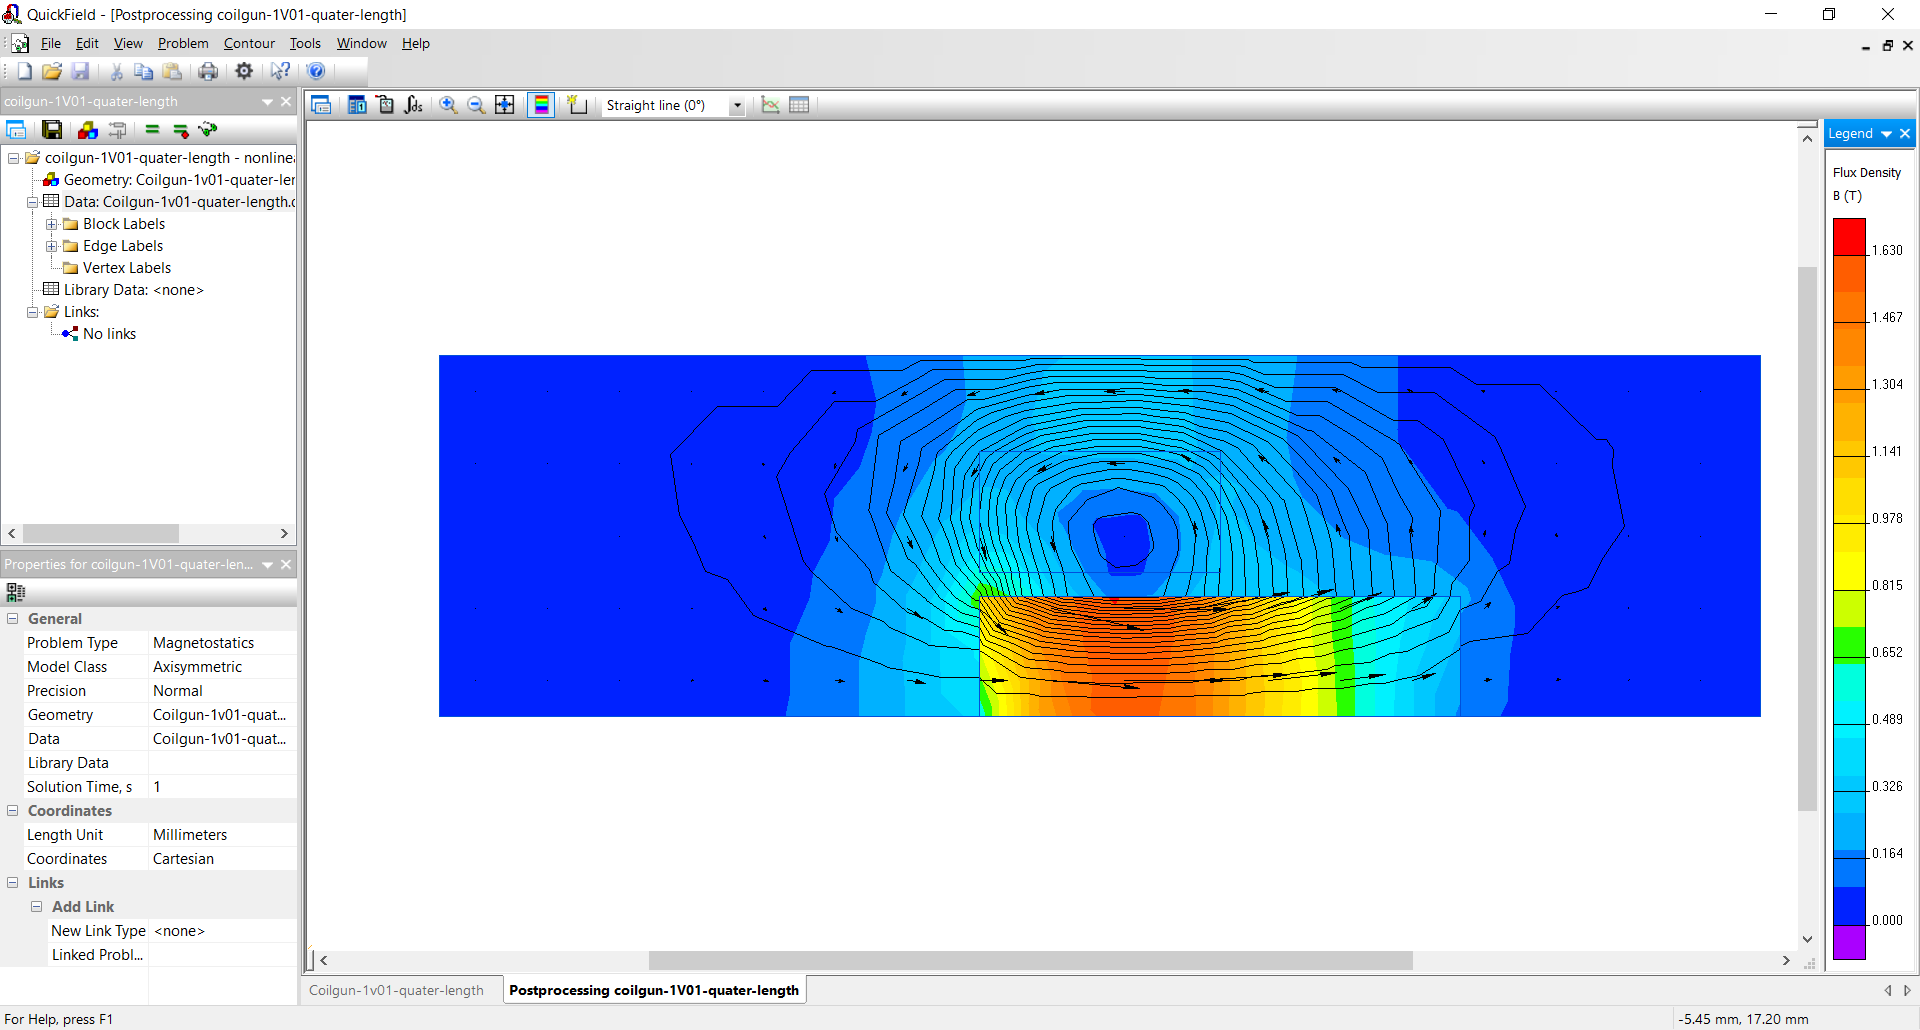 QuickField - [Postprocessing coilgun-1V01-quater-length]
File Edit View Problem Contour Tools Window Help
coilgun-1V01-quater-length
∫ds
Straight line (0°)
coilgun-1V01-quater-length - nonline
Geometry: Coilgun-1v01-quater-ler
Data: Coilgun-1v01-quater-length.
Block Labels
Edge Labels
Vertex Labels
Library Data: <none>
Links:
No links
Properties for coilgun-1V01-quater-len...
General
Problem Type Magnetostatics
Model Class Axisymmetric
Precision Normal
Geometry Coilgun-1v01-quat...
Data Coilgun-1v01-quat...
Library Data
Solution Time, s 1
Coordinates
Length Unit Millimeters
Coordinates Cartesian
Links
Add Link
New Link Type <none>
Linked Probl...
Legend
Flux Density
B (T)
1.630
1.467
1.304
1.141
0.978
0.815
0.652
0.489
0.326
0.164
0.000
Coilgun-1v01-quater-length
Postprocessing coilgun-1V01-quater-length
For Help, press F1
-5.45 mm, 17.20 mm